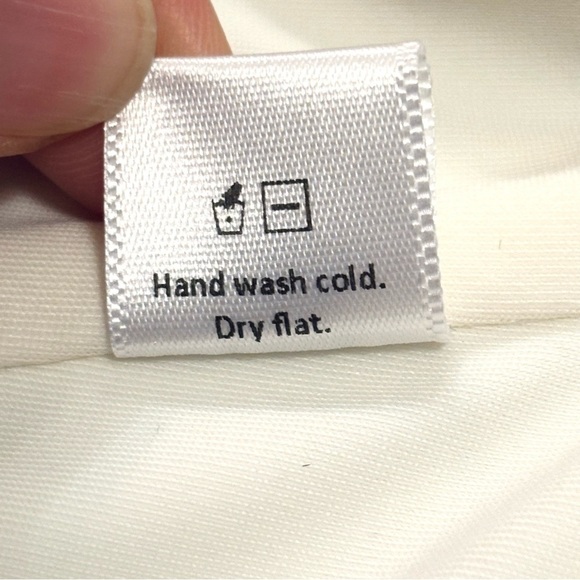 Hand wash cold.
Dry flat.